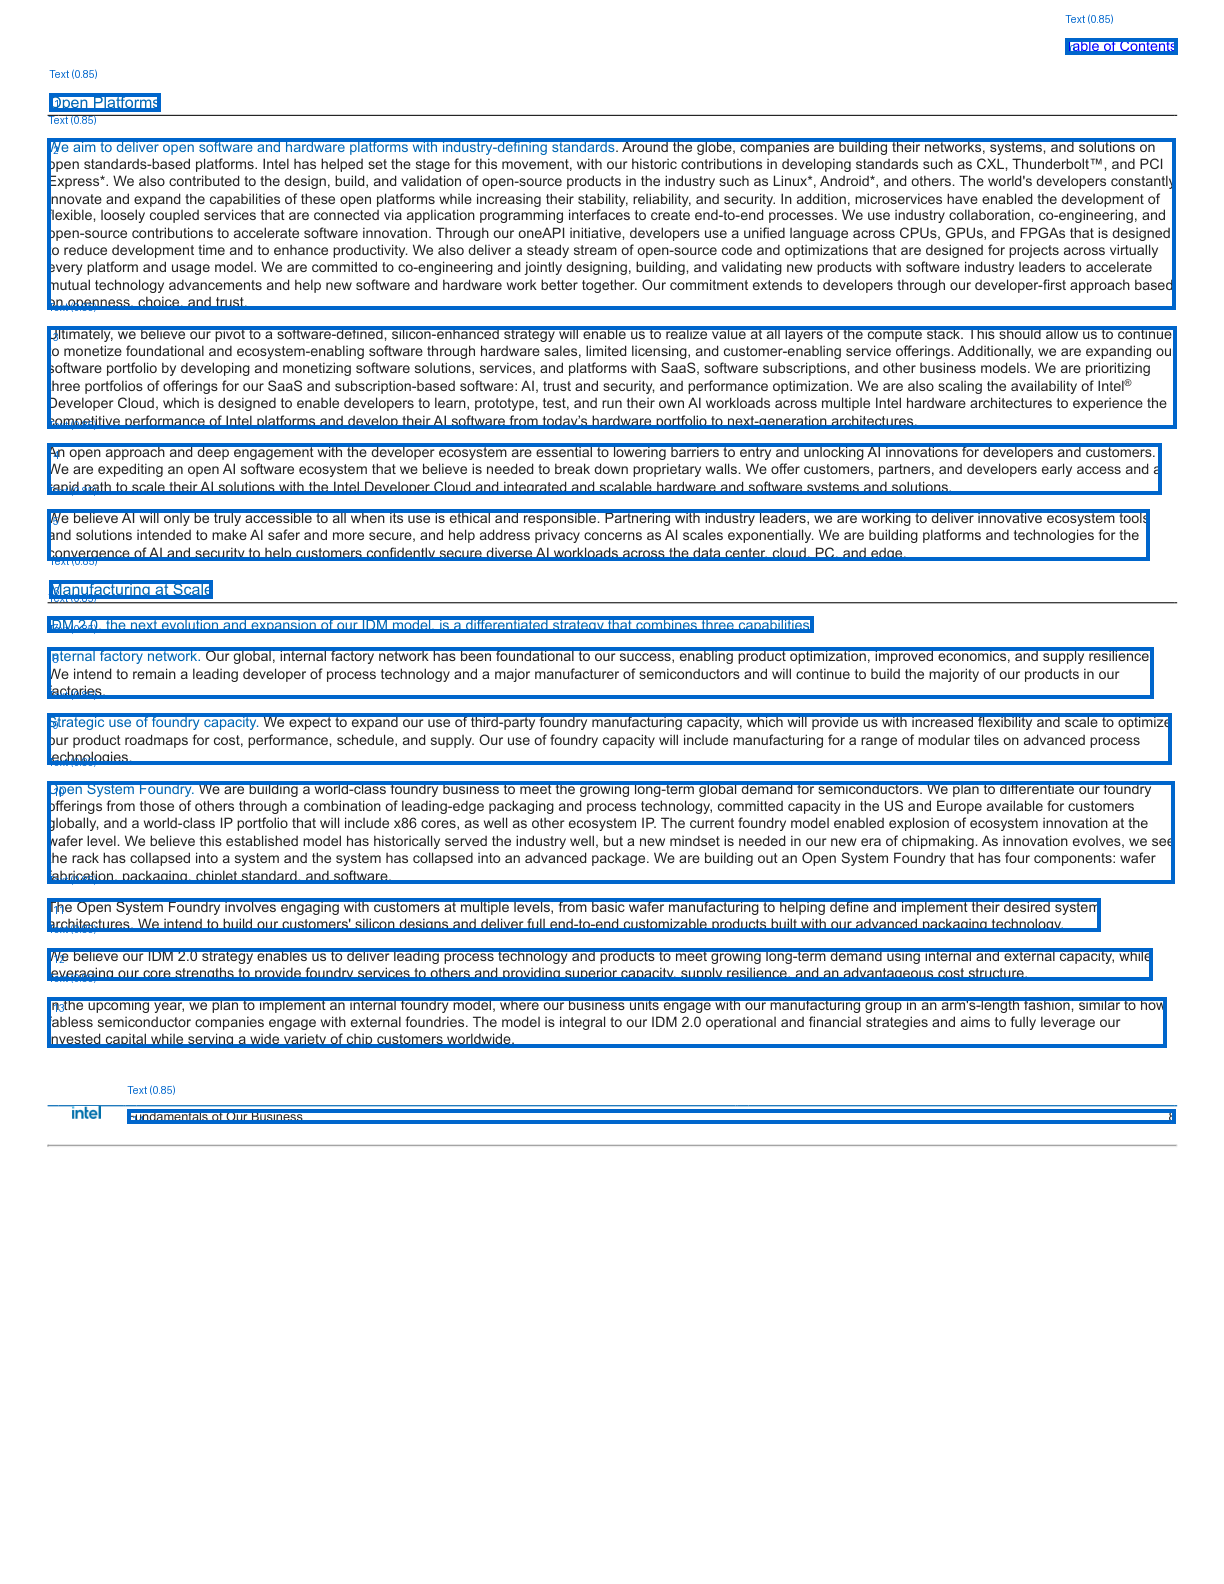 Text (0.85)
Table of Contents
Text (0.85)
Open Platforms
Text (0.85)
We aim to deliver open software and hardware platforms with industry-defining standards. Around the globe, companies are building their networks, systems, and solutions on
open standards-based platforms. Intel has helped set the stage for this movement, with our historic contributions in developing standards such as CXL, Thunderbolt™, and PCI
Express*. We also contributed to the design, build, and validation of open-source products in the industry such as Linux*, Android*, and others. The world's developers constantly
innovate and expand the capabilities of these open platforms while increasing their stability, reliability, and security. In addition, microservices have enabled the development of
flexible, loosely coupled services that are connected via application programming interfaces to create end-to-end processes. We use industry collaboration, co-engineering, and
open-source contributions to accelerate software innovation. Through our oneAPI initiative, developers use a unified language across CPUs, GPUs, and FPGAs that is designed
to reduce development time and to enhance productivity. We also deliver a steady stream of open-source code and optimizations that are designed for projects across virtually
every platform and usage model. We are committed to co-engineering and jointly designing, building, and validating new products with software industry leaders to accelerate
mutual technology advancements and help new software and hardware work better together. Our commitment extends to developers through our developer-first approach based
on openness, choice, and trust.
Text (0.85)
Ultimately, we believe our pivot to a software-defined, silicon-enhanced strategy will enable us to realize value at all layers of the compute stack. This should allow us to continue
to monetize foundational and ecosystem-enabling software through hardware sales, limited licensing, and customer-enabling service offerings. Additionally, we are expanding our
software portfolio by developing and monetizing software solutions, services, and platforms with SaaS, software subscriptions, and other business models. We are prioritizing
three portfolios of offerings for our SaaS and subscription-based software: AI, trust and security, and performance optimization. We are also scaling the availability of Intel®
Developer Cloud, which is designed to enable developers to learn, prototype, test, and run their own AI workloads across multiple Intel hardware architectures to experience the
competitive performance of Intel platforms and develop their AI software from today's hardware portfolio to next-generation architectures.
Text (0.85)
An open approach and deep engagement with the developer ecosystem are essential to lowering barriers to entry and unlocking AI innovations for developers and customers.
We are expediting an open AI software ecosystem that we believe is needed to break down proprietary walls. We offer customers, partners, and developers early access and a
rapid path to scale their AI solutions with the Intel Developer Cloud and integrated and scalable hardware and software systems and solutions.
Text (0.85)
We believe AI will only be truly accessible to all when its use is ethical and responsible. Partnering with industry leaders, we are working to deliver innovative ecosystem tools
and solutions intended to make AI safer and more secure, and help address privacy concerns as AI scales exponentially. We are building platforms and technologies for the
convergence of AI and security to help customers confidently secure diverse AI workloads across the data center, cloud, PC, and edge.
Text (0.85)
Manufacturing at Scale
Text (0.85)
IDM 2.0, the next evolution and expansion of our IDM model, is a differentiated strategy that combines three capabilities
Text (0.85)
Internal factory network. Our global, internal factory network has been foundational to our success, enabling product optimization, improved economics, and supply resilience
We intend to remain a leading developer of process technology and a major manufacturer of semiconductors and will continue to build the majority of our products in our
factories.
Text (0.85)
Strategic use of foundry capacity. We expect to expand our use of third-party foundry manufacturing capacity, which will provide us with increased flexibility and scale to optimize
our product roadmaps for cost, performance, schedule, and supply. Our use of foundry capacity will include manufacturing for a range of modular tiles on advanced process
technologies.
Text (0.85)
Open System Foundry. We are building a world-class foundry business to meet the growing long-term global demand for semiconductors. We plan to differentiate our foundry
offerings from those of others through a combination of leading-edge packaging and process technology, committed capacity in the US and Europe available for customers
globally, and a world-class IP portfolio that will include x86 cores, as well as other ecosystem IP. The current foundry model enabled explosion of ecosystem innovation at the
wafer level. We believe this established model has historically served the industry well, but a new mindset is needed in our new era of chipmaking. As innovation evolves, we see
the rack has collapsed into a system and the system has collapsed into an advanced package. We are building out an Open System Foundry that has four components: wafer
fabrication, packaging, chiplet standard, and software.
Text (0.85)
The Open System Foundry involves engaging with customers at multiple levels, from basic wafer manufacturing to helping define and implement their desired system
architectures. We intend to build our customers' silicon designs and deliver full end-to-end customizable products built with our advanced packaging technology.
Text (0.85)
We believe our IDM 2.0 strategy enables us to deliver leading process technology and products to meet growing long-term demand using internal and external capacity, while
leveraging our core strengths to provide foundry services to others and providing superior capacity, supply resilience, and an advantageous cost structure.
Text (0.85)
In the upcoming year, we plan to implement an internal foundry model, where our business units engage with our manufacturing group in an arm's-length fashion, similar to how
fabless semiconductor companies engage with external foundries. The model is integral to our IDM 2.0 operational and financial strategies and aims to fully leverage our
invested capital while serving a wide variety of chip customers worldwide.
Text (0.85)
intel
Fundamentals of Our Business